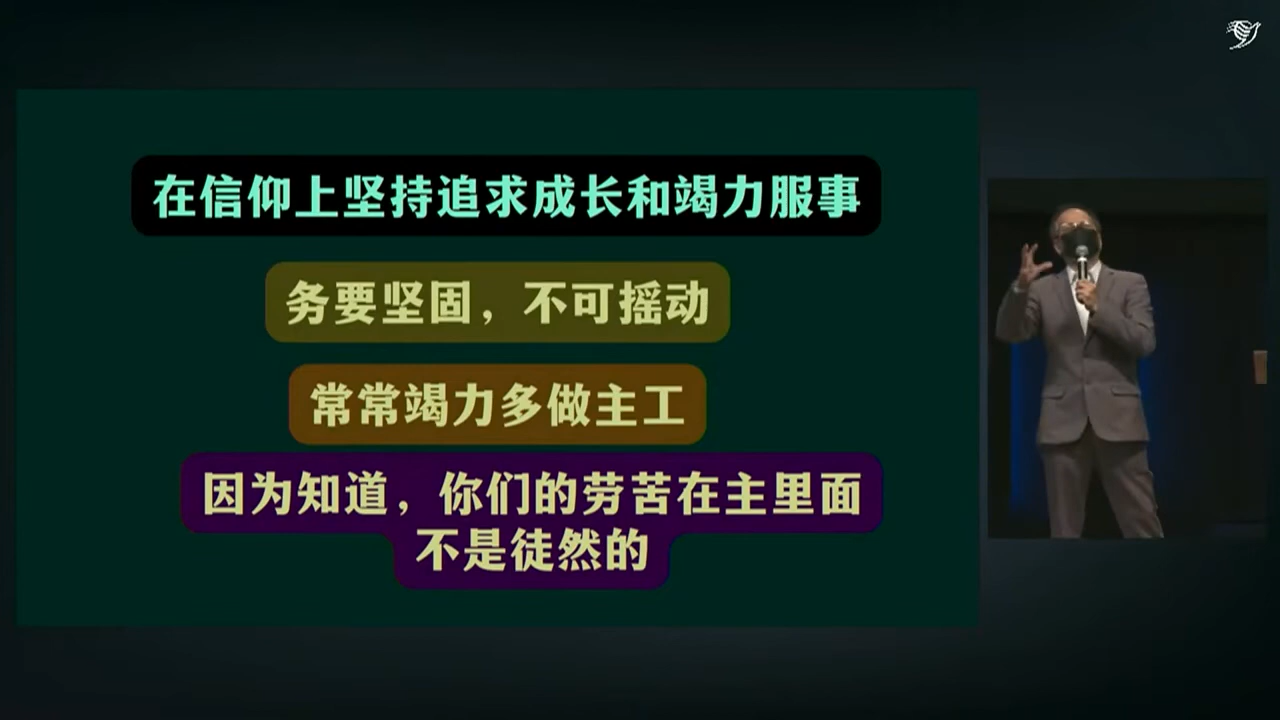 在信仰上坚持追求成长和竭力服事
务要坚固，不可摇动
常常竭力多做主工
因为知道，你们的劳苦在主里面
不是徒然的